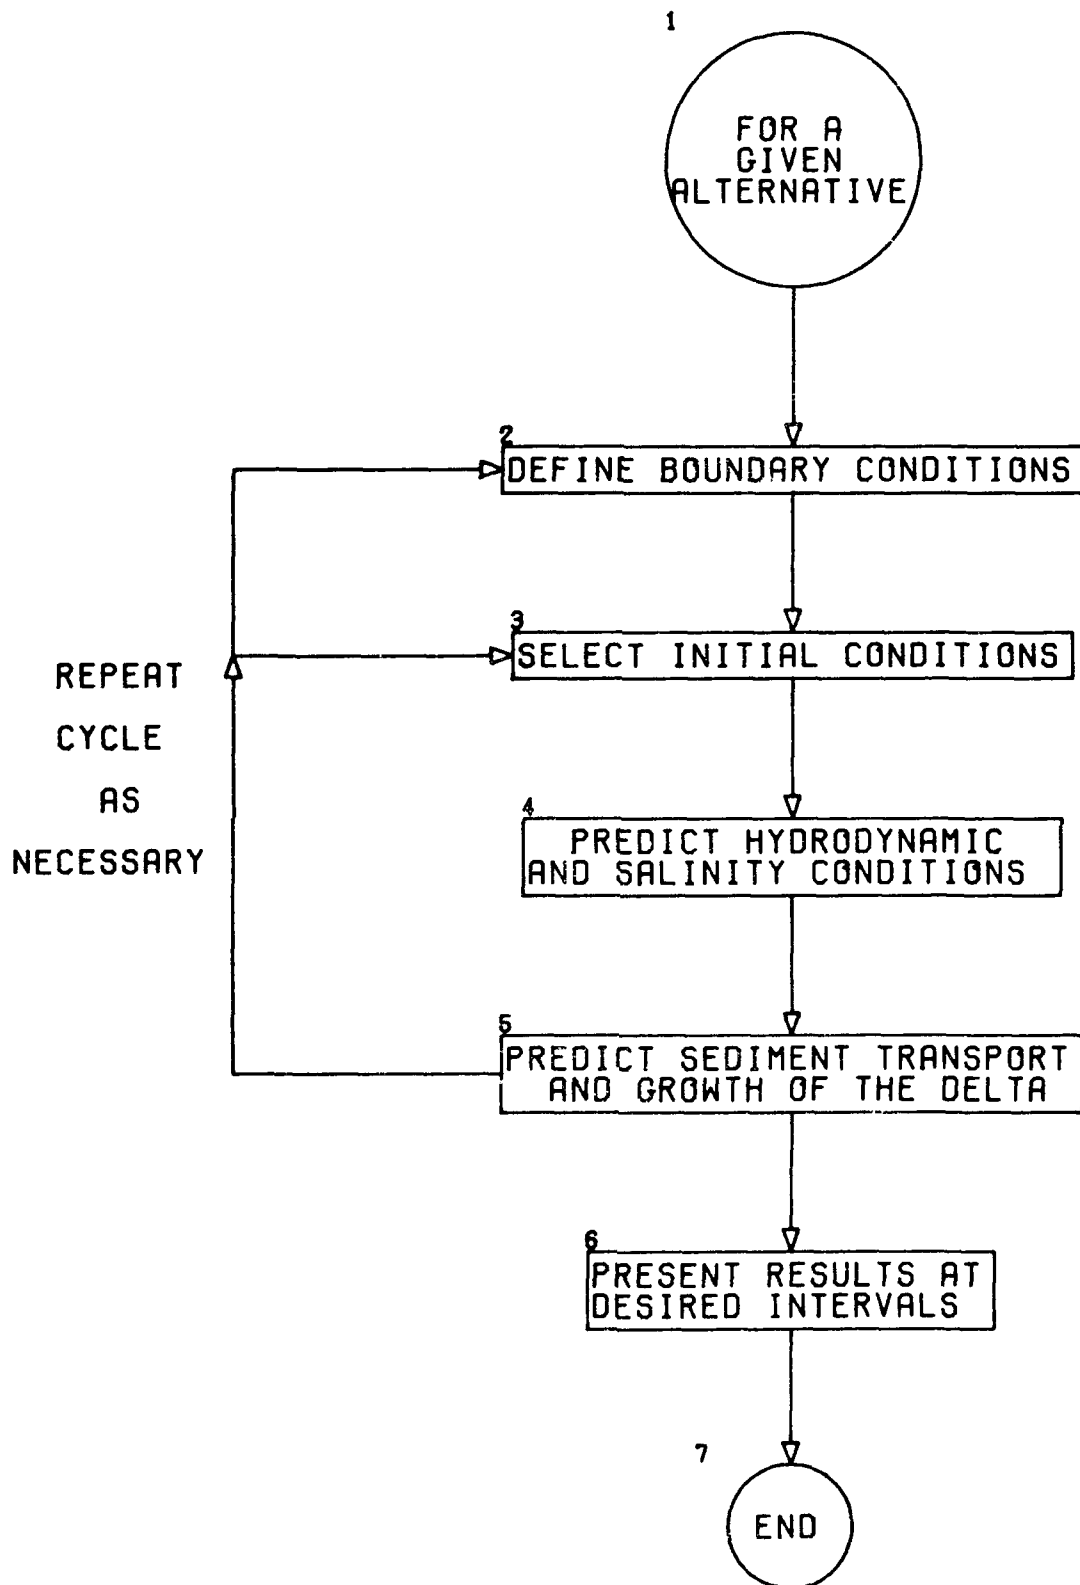 1
FOR A
GIVEN
ALTERNATIVE
2
DEFINE BOUNDARY CONDITIONS
3
SELECT INITIAL CONDITIONS
REPEAT
CYCLE
AS
NECESSARY
4
PREDICT HYDRODYNAMIC
AND SALINITY CONDITIONS
5
PREDICT SEDIMENT TRANSPORT
AND GROWTH OF THE DELTA
6
PRESENT RESULTS AT
DESIRED INTERVALS
7
END